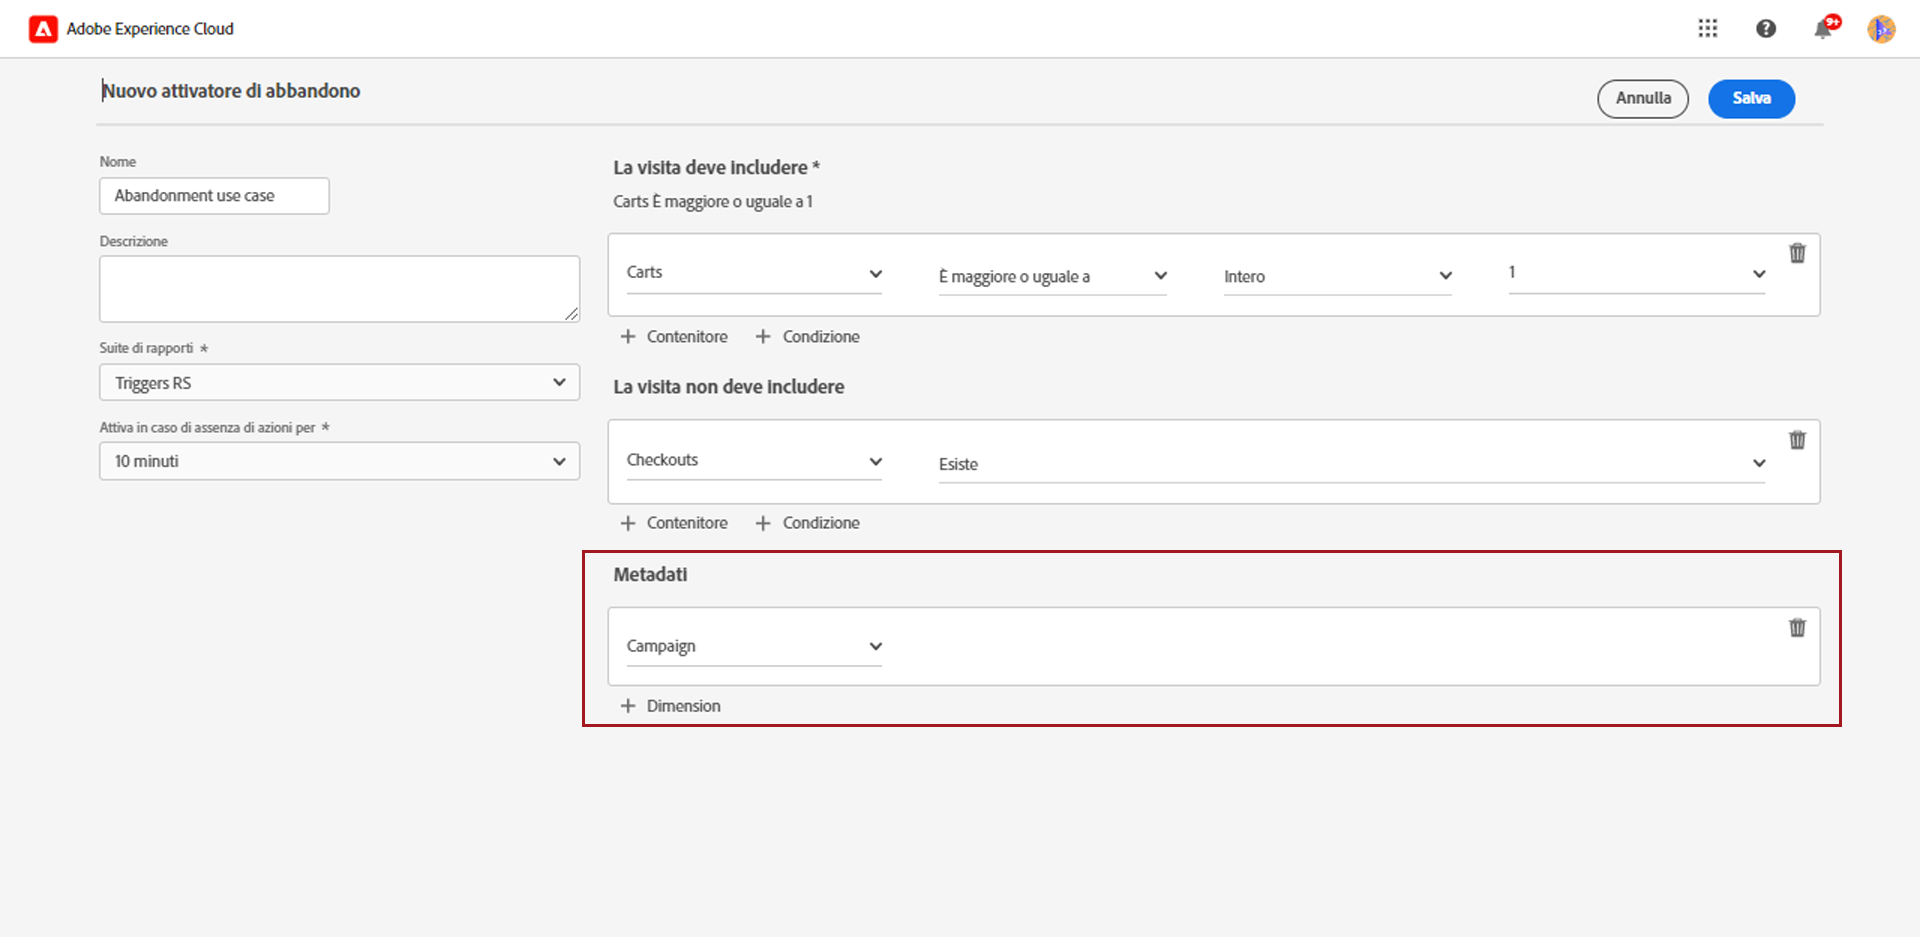 Adobe Experience Cloud
9+
Nuovo attivatore di abbandono
Annulla
Salva
Nome
Abandonment use case
Descrizione
Suite di rapporti *
Triggers RS
Attiva in caso di assenza di azioni per *
10 minuti
La visita deve includere *
Carts È maggiore o uguale a 1
Carts È maggiore o uguale a Intero 1
+ Contenitore + Condizione
La visita non deve includere
Checkouts Esiste
+ Contenitore + Condizione
Metadati
Campaign
+ Dimension